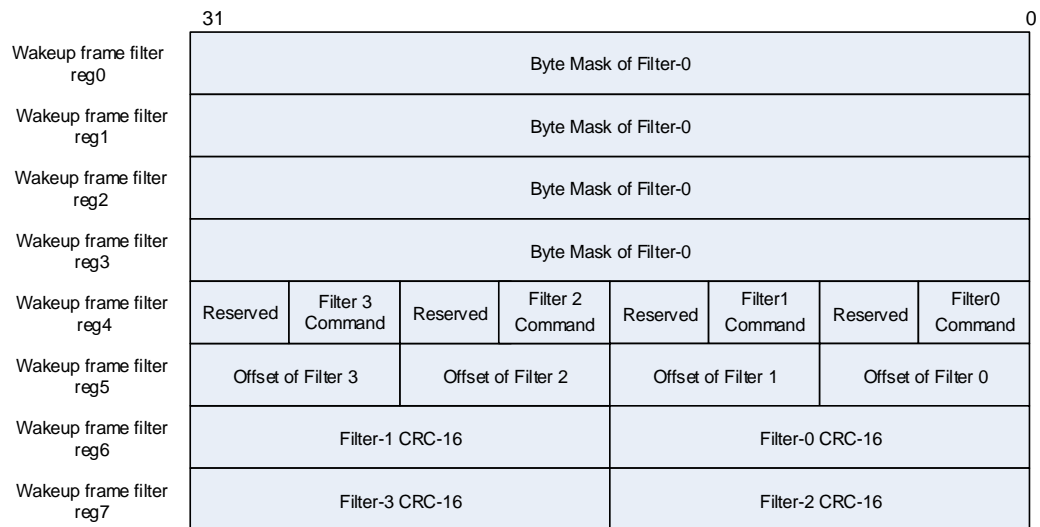 31 0
Wakeup frame filter
reg0
Byte Mask of Filter-0
Wakeup frame filter
reg1
Byte Mask of Filter-0
Wakeup frame filter
reg2
Byte Mask of Filter-0
Wakeup frame filter
reg3
Byte Mask of Filter-0
Wakeup frame filter
reg4
Reserved
Filter 3
Command
Reserved
Filter 2
Command
Reserved
Filter1
Command
Reserved
Filter0
Command
Wakeup frame filter
reg5
Offset of Filter 3
Offset of Filter 2
Offset of Filter 1
Offset of Filter 0
Wakeup frame filter
reg6
Filter-1 CRC-16
Filter-0 CRC-16
Wakeup frame filter
reg7
Filter-3 CRC-16
Filter-2 CRC-16